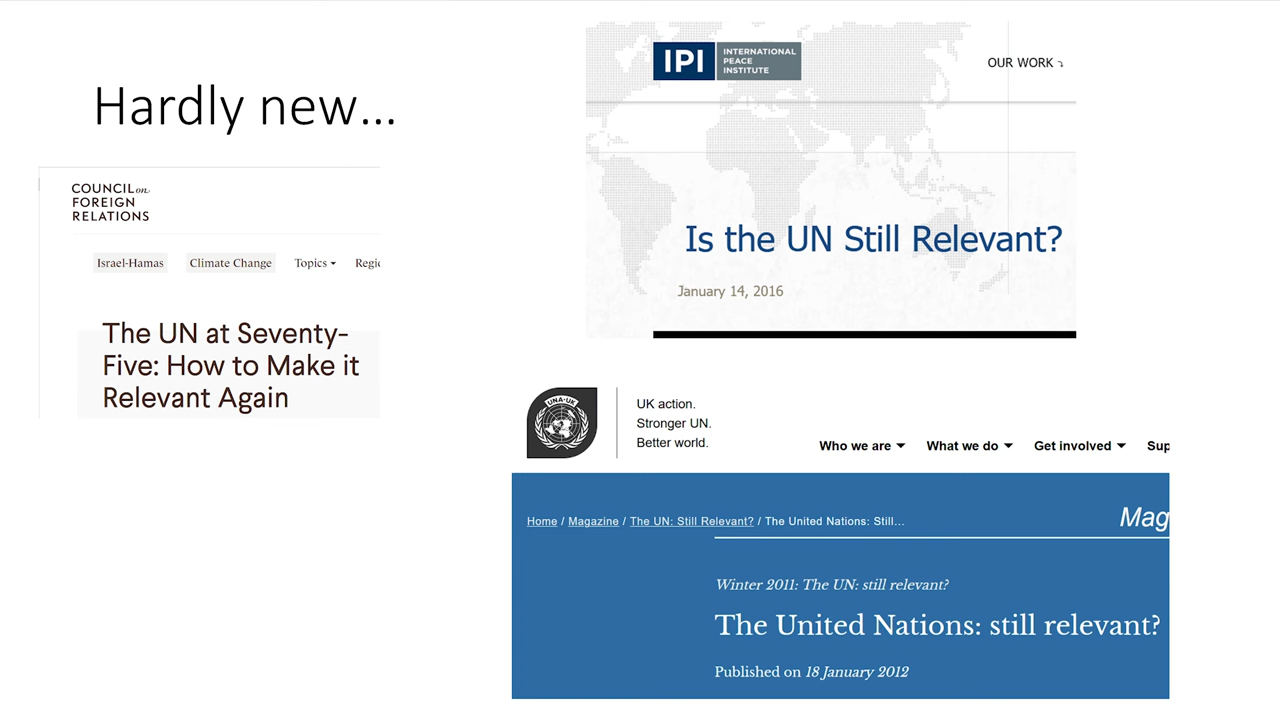 Hardly new...
COUNCIL on
FOREIGN
RELATIONS
Israel-Hamas Climate Change Topics Regio
The UN at Seventy-
Five: How to Make it
Relevant Again
IPI INTERNATIONAL
PEACE
INSTITUTE
OUR WORK
Is the UN Still Relevant?
January 14, 2016
UNA-UK
UK action.
Stronger UN.
Better world.
Who we are What we do Get involved Sup
Home / Magazine / The UN: Still Relevant? / The United Nations: Still...
Mag
Winter 2011: The UN: still relevant?
The United Nations: still relevant?
Published on 18 January 2012